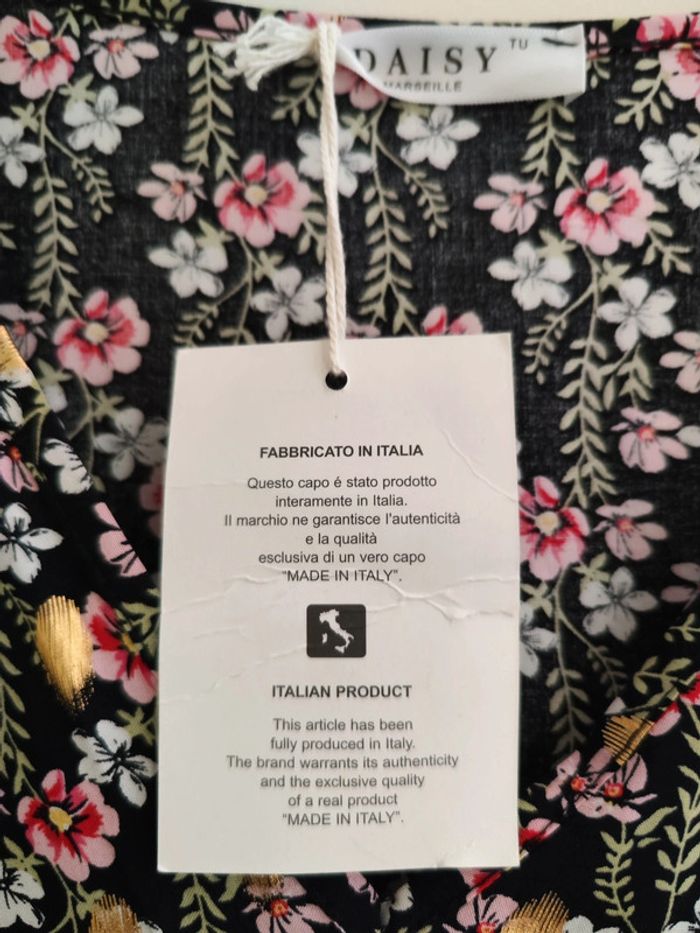 DAISY TU
MARSEILLE
FABBRICATO IN ITALIA
Questo capo é stato prodotto
interamente in Italia.
Il marchio ne garantisce l'autenticità
e la qualità
esclusiva di un vero capo
"MADE IN ITALY".
ITALIAN PRODUCT
This article has been
fully produced in Italy.
The brand warrants its authenticity
and the exclusive quality
of a real product
"MADE IN ITALY".